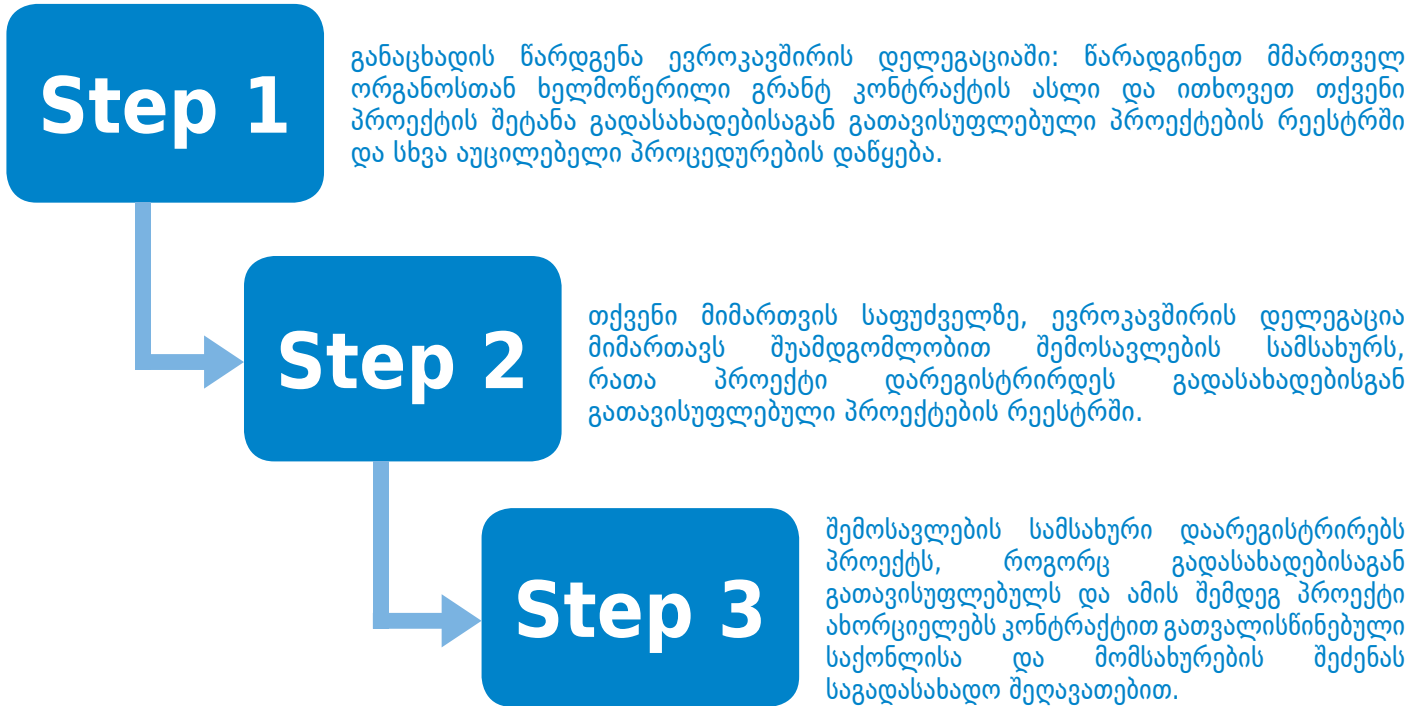 Step 1
განაცხადის წარდგენა ევროკავშირის დელეგაციაში: წარადგინეთ მმართველ
ორგანოსთან ხელმოწერილი გრანტ კონტრაქტის ასლი და ითხოვეთ თქვენი
პროექტის შეტანა გადასახადებისაგან გათავისუფლებული პროექტების რეესტრში
და სხვა აუცილებელი პროცედურების დაწყება.
Step 2
თქვენი მიმართვის საფუძველზე, ევროკავშირის დელეგაცია
მიმართავს შუამდგომლობით შემოსავლების სამსახურს,
რათა პროექტი დარეგისტრირდეს გადასახადებისგან
გათავისუფლებული პროექტების რეესტრში.
Step 3
შემოსავლების სამსახური დაარეგისტრირებს
პროექტს, როგორც გადასახადებისაგან
გათავისუფლებულს და ამის შემდეგ პროექტი
ახორციელებს კონტრაქტით გათვალისწინებული
საქონლისა და მომსახურების შეძენას
საგადასახადო შეღავათებით.